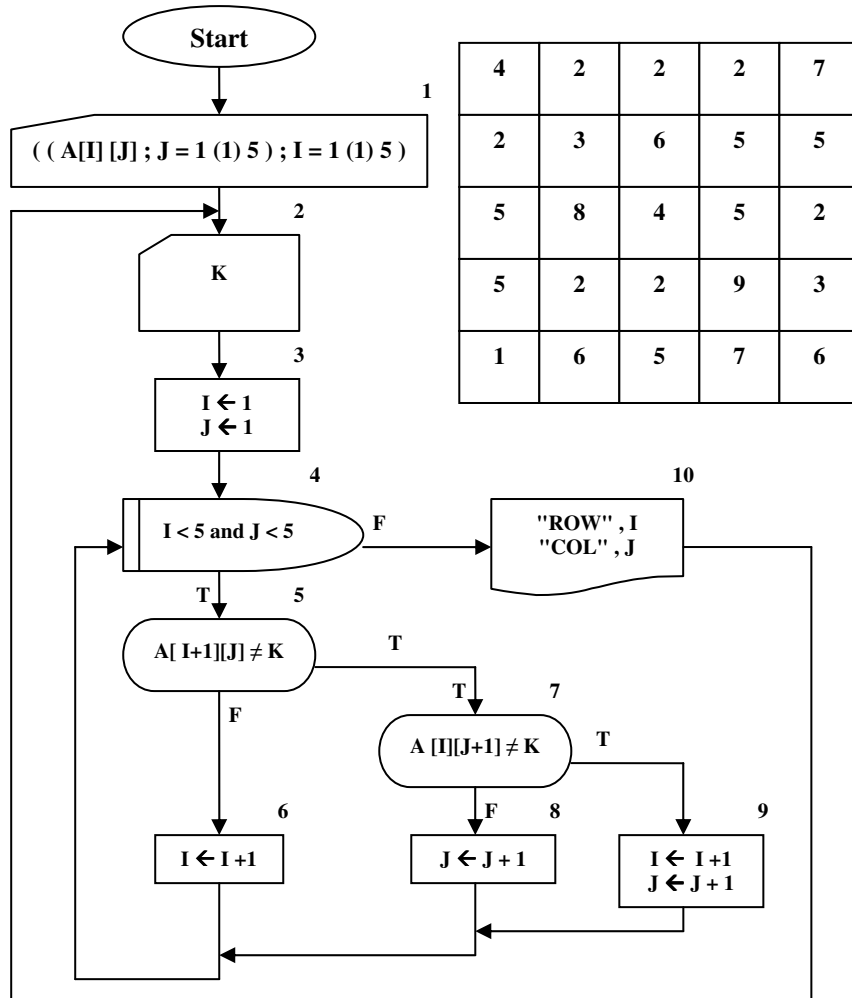 Start
4 2 2 2 7
2 3 6 5 5
5 8 4 5 2
5 2 2 9 3
1 6 5 7 6
1
( ( A[I] [J] ; J = 1 (1) 5 ) ; I = 1 (1) 5 )
2
K
3
I ← 1
J ← 1
4
I < 5 and J < 5
F
10
"ROW" , I
"COL" , J
T
5
A[ I+1][J] ≠ K
T
F
T
7
A [I][J+1] ≠ K
T
F
6
I ← I +1
8
J ← J + 1
9
I ← I +1
J ← J + 1